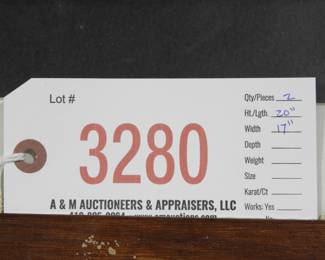 Lot #
3280
A & M AUCTIONEERS & APPRAISERS, LLC
Qty/Pieces 2
Ht./Lgth. 20"
Width 17"
Depth
Weight
Size
Karat/Ct
Works: Yes